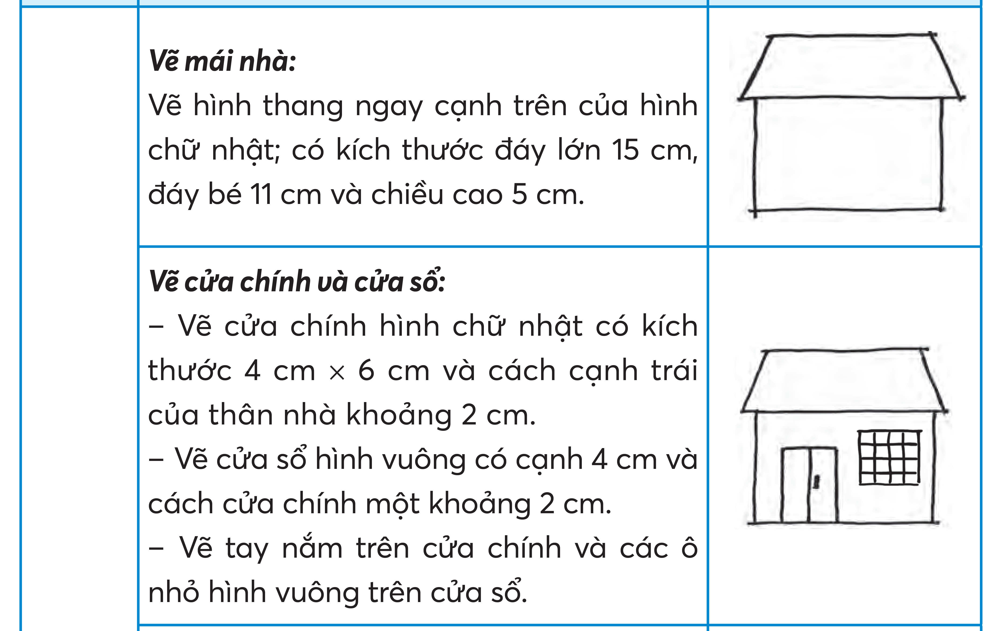 Vẽ mái nhà:
Vẽ hình thang ngay cạnh trên của hình
chữ nhật; có kích thước đáy lớn 15 cm,
đáy bé 11 cm và chiều cao 5 cm.
Vẽ cửa chính và cửa sổ:
– Vẽ cửa chính hình chữ nhật có kích
thước 4 cm × 6 cm và cách cạnh trái
của thân nhà khoảng 2 cm.
– Vẽ cửa sổ hình vuông có cạnh 4 cm và
cách cửa chính một khoảng 2 cm.
– Vẽ tay nắm trên cửa chính và các ô
nhỏ hình vuông trên cửa sổ.